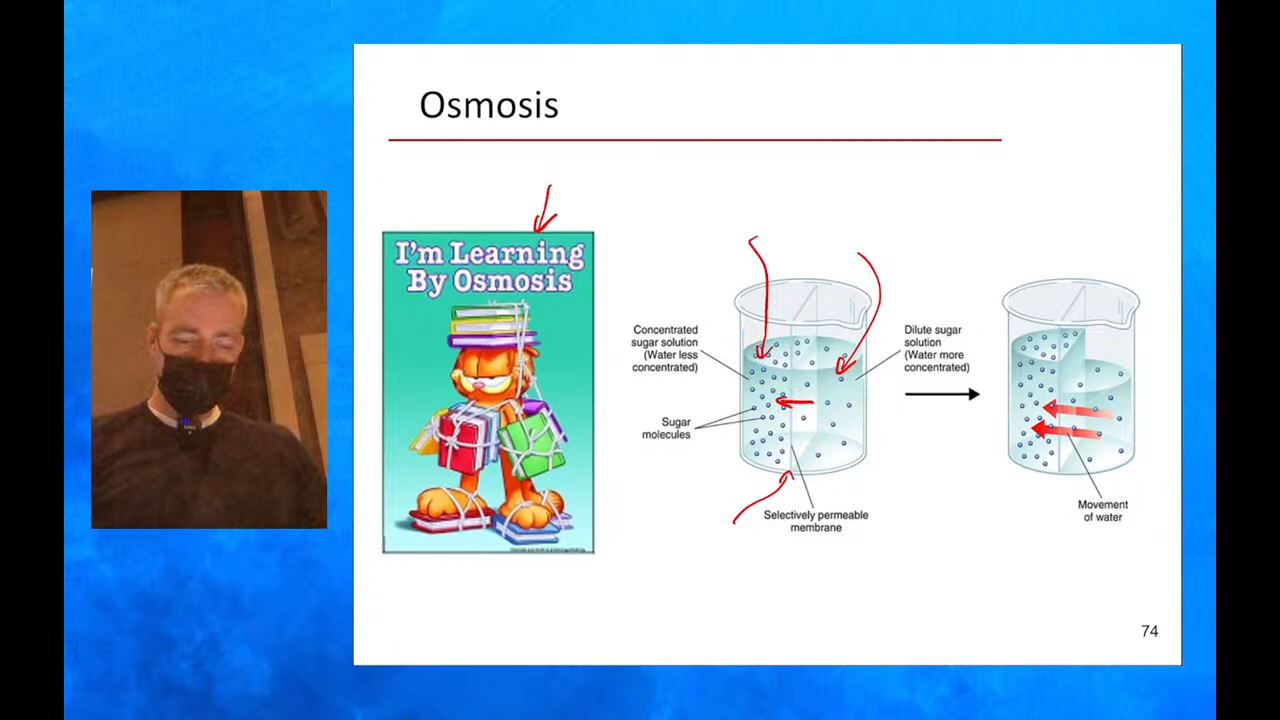 Osmosis
I'm Learning
By Osmosis
Concentrated
sugar solution
(Water less
concentrated)
Sugar
molecules
Selectively permeable
membrane
Dilute sugar
solution
(Water more
concentrated)
Movement
of water
74